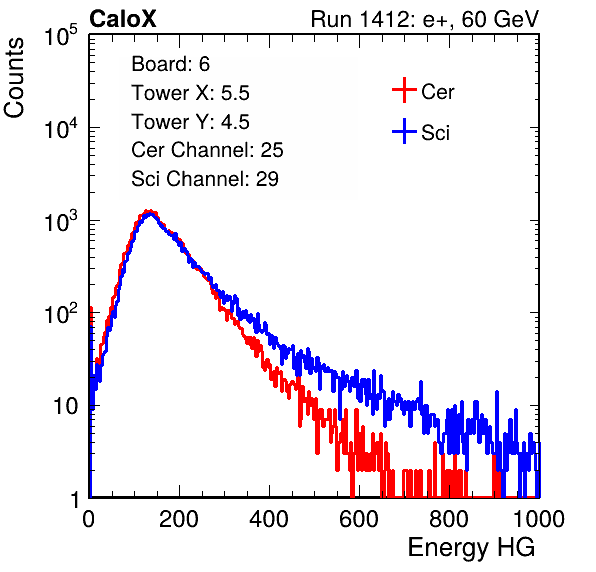 CaloX Run 1412: e+, 60 GeV
Counts
Board: 6
Tower X: 5.5
Tower Y: 4.5
Cer Channel: 25
Sci Channel: 29
Cer
Sci
10^5
10^4
10^3
10^2
10
1
0 200 400 600 800 1000
Energy HG